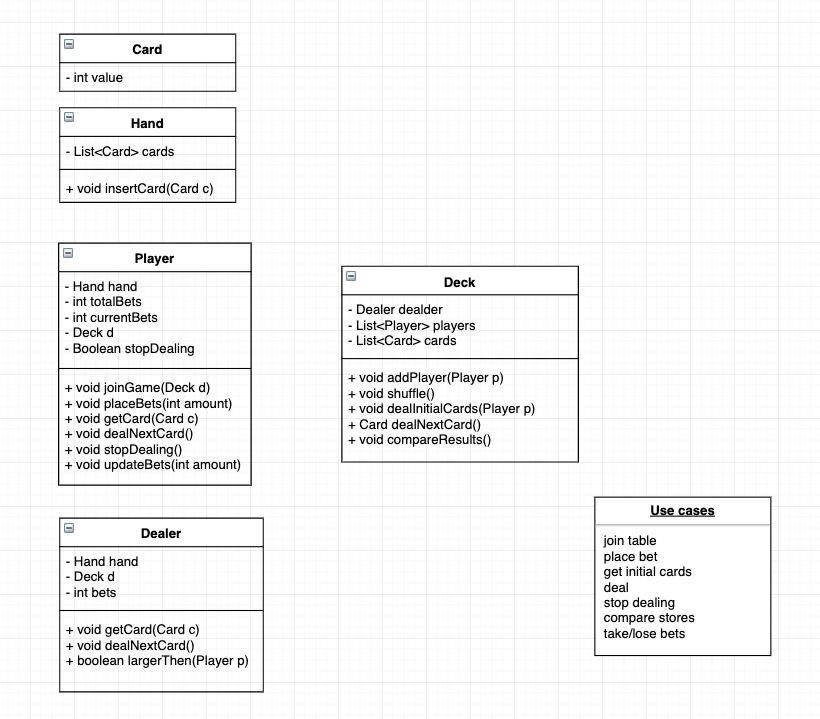 Card
- int value
Hand
- List<Card> cards
+ void insertCard(Card c)
Player
- Hand hand
- int totalBets
- int currentBets
- Deck d
- Boolean stopDealing
+ void joinGame(Deck d)
+ void placeBets(int amount)
+ void getCard(Card c)
+ void dealNextCard()
+ void stopDealing()
+ void updateBets(int amount)
Deck
- Dealer dealder
- List<Player> players
- List<Card> cards
+ void addPlayer(Player p)
+ void shuffle()
+ void dealInitialCards(Player p)
+ Card dealNextCard()
+ void compareResults()
Dealer
- Hand hand
- Deck d
- int bets
+ void getCard(Card c)
+ void dealNextCard()
+ boolean largerThen(Player p)
Use cases
join table
place bet
get initial cards
deal
stop dealing
compare stores
take/lose bets